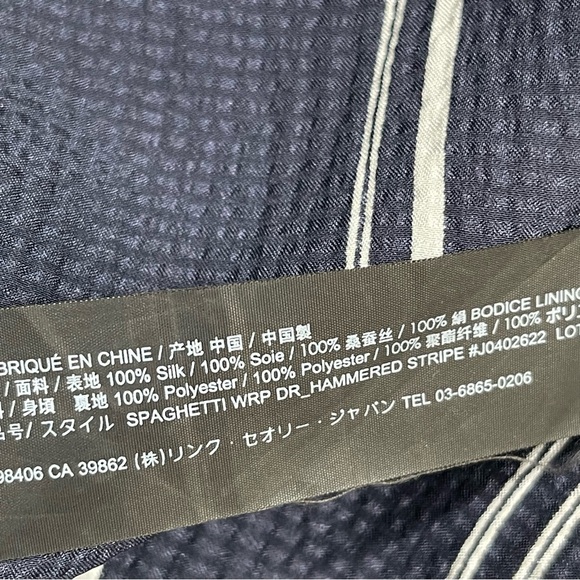 BRIQUÉ EN CHINE / 产地 中国 / 中国製
/ 面料 / 表地 100% Silk / 100% Soie / 100% 桑蚕丝 / 100% 絹 BODICE LINING
/ 身頃 裏地 100% Polyester / 100% Polyester / 100% 聚酯纤维 / 100% ポリ
号/ スタイル SPAGHETTI WRP DR_HAMMERED STRIPE #J0402622 LOT
98406 CA 39862 (株)リンク・セオリー・ジャパン TEL 03-6865-0206